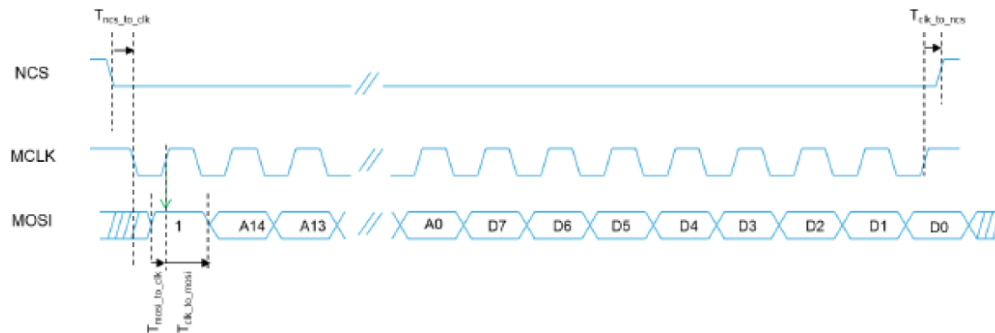 Tncs_to_clk
Tclk_to_ncs
NCS
MCLK
MOSI
1 A14 A13 A0 D7 D6 D5 D4 D3 D2 D1 D0
Tmosi_to_clk
Tclk_to_mosi